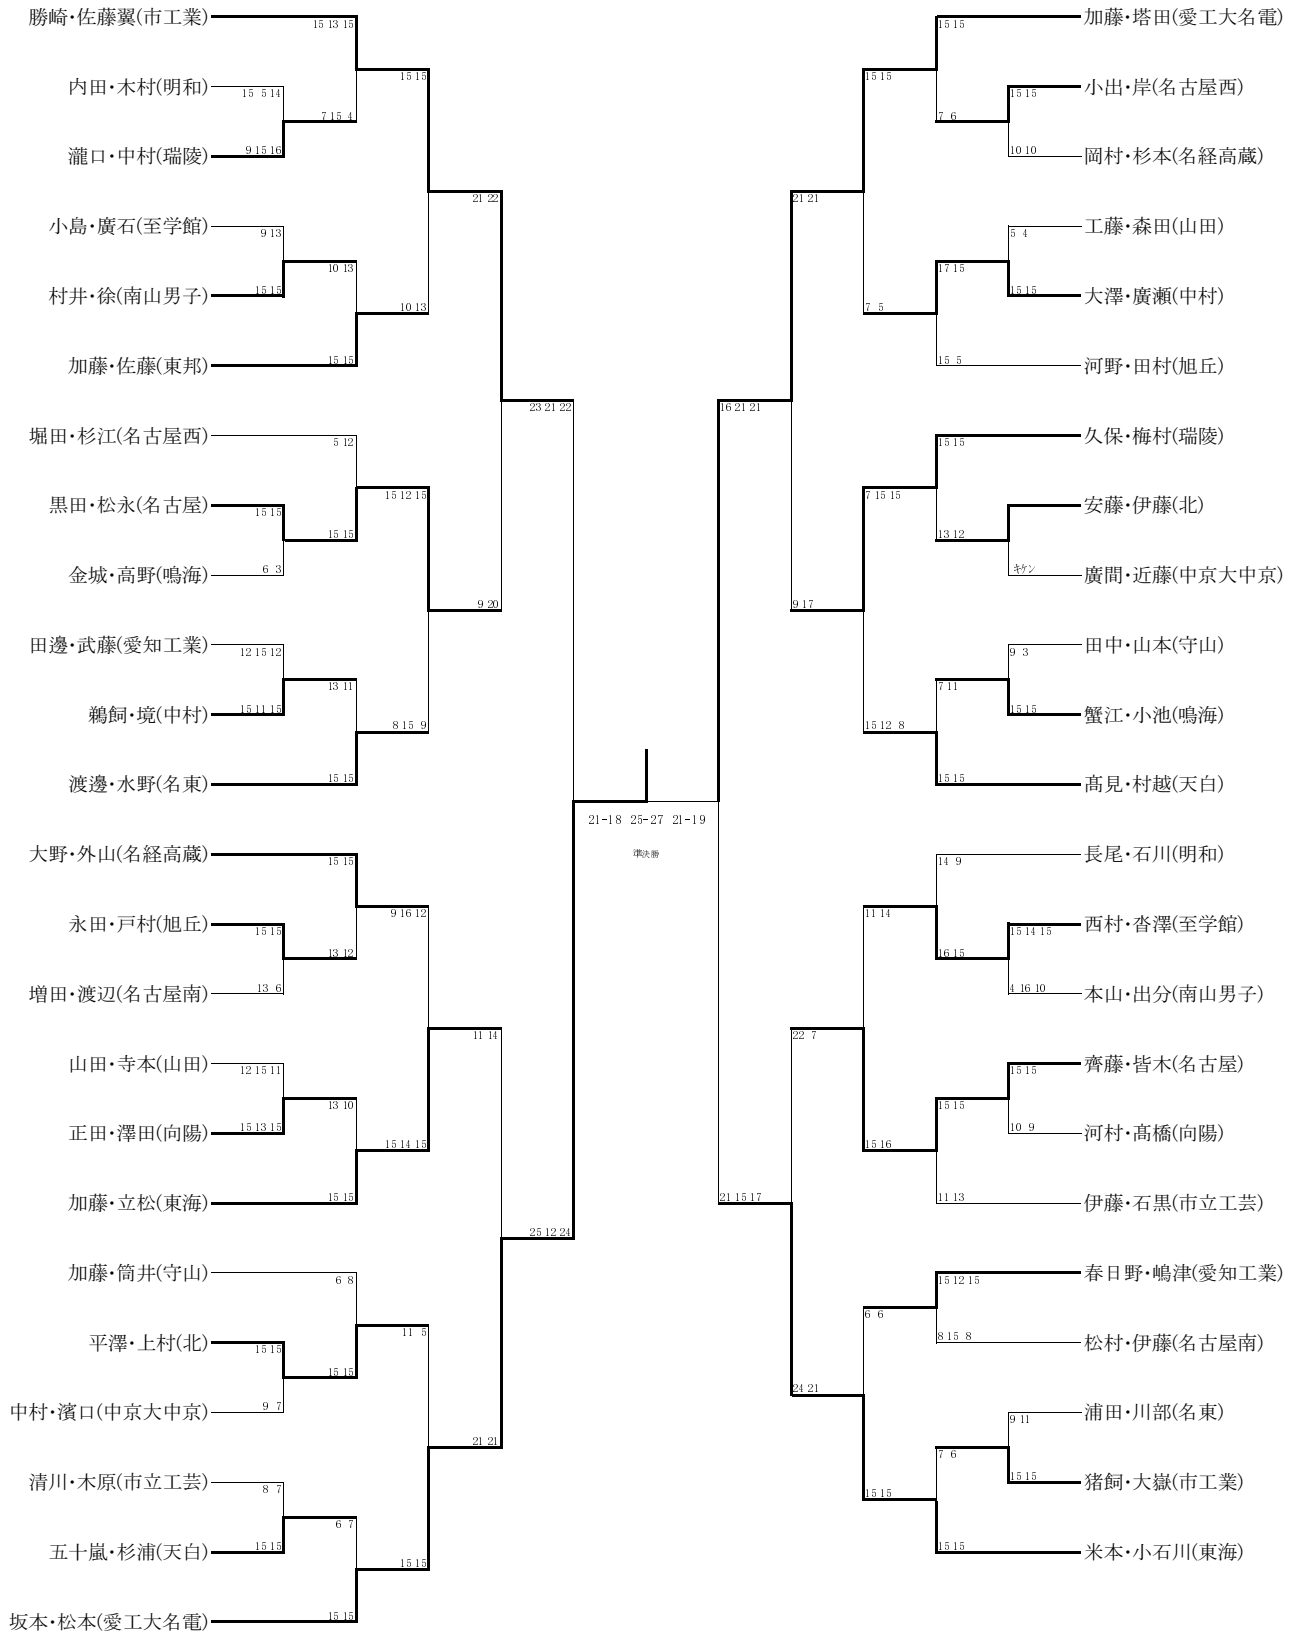 勝崎・佐藤翼(市工業)
15 13 15
内田・木村(明和)
15 5 14
7 15 4
15 15
瀧口・中村(瑞陵)
9 15 16
21 22
小島・廣石(至学館)
9 13
10 13
村井・徐(南山男子)
15 15
10 13
加藤・佐藤(東邦)
15 15
23 21 22
堀田・杉江(名古屋西)
5 12
15 12 15
黒田・松永(名古屋)
15 15
15 15
金城・高野(鳴海)
6 3
9 20
田邊・武藤(愛知工業)
12 15 12
13 11
鵜飼・境(中村)
15 11 15
8 15 9
渡邊・水野(名東)
15 15
大野・外山(名経高蔵)
15 15
9 16 12
永田・戸村(旭丘)
15 15
13 12
増田・渡辺(名古屋南)
13 6
11 14
山田・寺本(山田)
12 15 11
13 10
正田・澤田(向陽)
15 13 15
15 14 15
加藤・立松(東海)
15 15
25 12 24
加藤・筒井(守山)
6 8
11 5
平澤・上村(北)
15 15
15 15
中村・濱口(中京大中京)
9 7
21 21
清川・木原(市立工芸)
8 7
6 7
五十嵐・杉浦(天白)
15 15
15 15
坂本・松本(愛工大名電)
15 15
21-18 25-27 21-19
準決勝
加藤・塔田(愛工大名電)
15 15
15 15
小出・岸(名古屋西)
15 15
7 6
岡村・杉本(名経高蔵)
10 10
21 21
工藤・森田(山田)
5 4
17 15
大澤・廣瀬(中村)
15 15
7 5
河野・田村(旭丘)
15 5
16 21 21
久保・梅村(瑞陵)
15 15
7 15 15
安藤・伊藤(北)
13 12
廣間・近藤(中京大中京)
キケン
9 17
田中・山本(守山)
9 3
7 11
蟹江・小池(鳴海)
15 15
15 12 8
髙見・村越(天白)
15 15
長尾・石川(明和)
14 9
11 14
西村・沓澤(至学館)
15 14 15
16 15
本山・出分(南山男子)
4 16 10
22 7
齊藤・皆木(名古屋)
15 15
15 15
河村・髙橋(向陽)
10 9
15 16
伊藤・石黒(市立工芸)
11 13
21 15 17
春日野・嶋津(愛知工業)
15 12 15
6 6
松村・伊藤(名古屋南)
8 15 8
24 21
浦田・川部(名東)
9 11
7 6
猪飼・大嶽(市工業)
15 15
15 15
米本・小石川(東海)
15 15